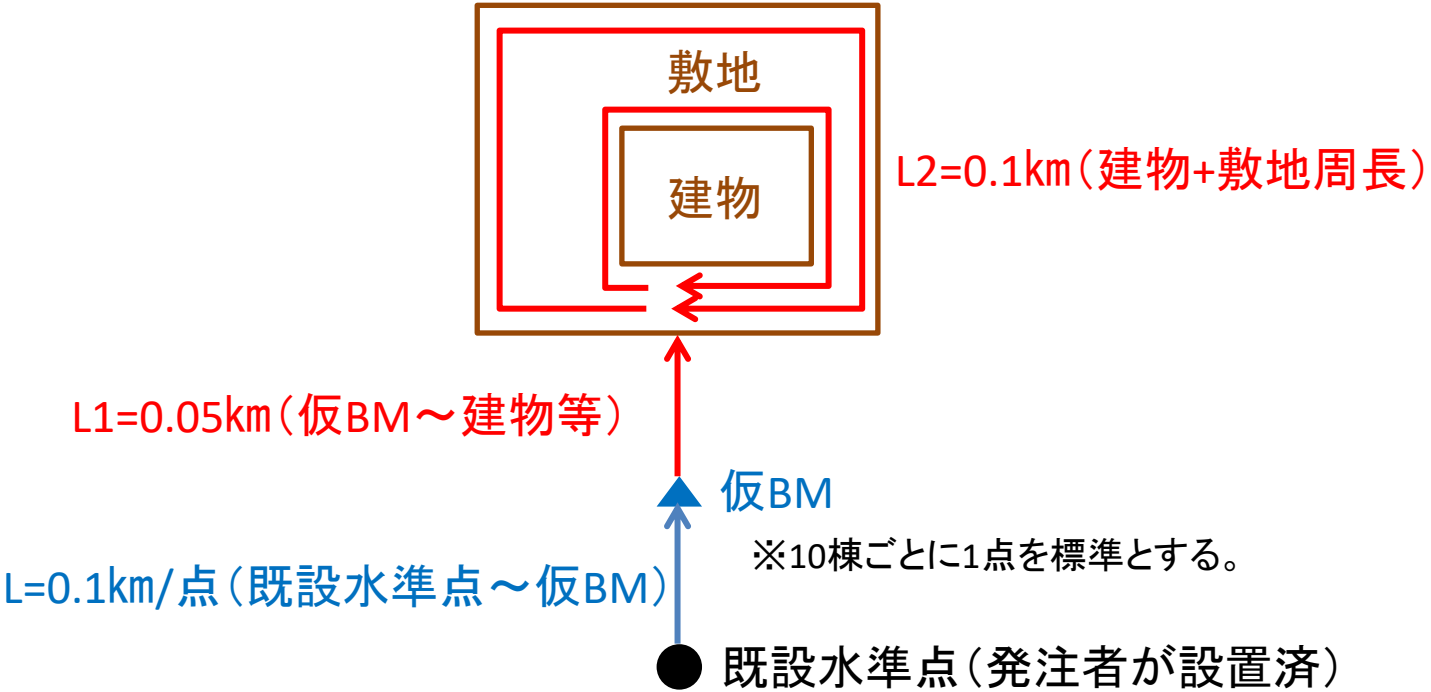 敷地
L2=0.1㎞（建物+敷地周長）
建物
L1=0.05㎞（仮BM～建物等）
仮BM
※10棟ごとに1点を標準とする。
L=0.1㎞/点（既設水準点～仮BM）
既設水準点（発注者が設置済）